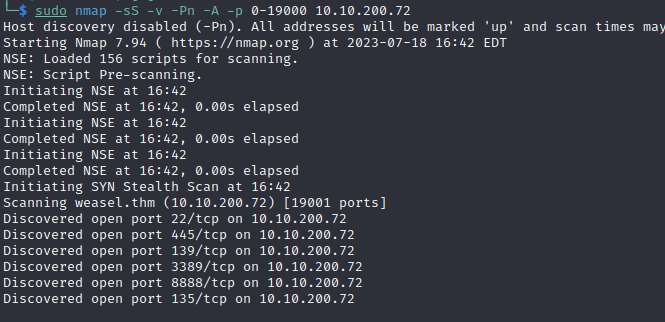 └─$ sudo nmap -sS -v -Pn -A -p 0-19000 10.10.200.72
Host discovery disabled (-Pn). All addresses will be marked 'up' and scan times may
Starting Nmap 7.94 ( https://nmap.org ) at 2023-07-18 16:42 EDT
NSE: Loaded 156 scripts for scanning.
NSE: Script Pre-scanning.
Initiating NSE at 16:42
Completed NSE at 16:42, 0.00s elapsed
Initiating NSE at 16:42
Completed NSE at 16:42, 0.00s elapsed
Initiating NSE at 16:42
Completed NSE at 16:42, 0.00s elapsed
Initiating SYN Stealth Scan at 16:42
Scanning weasel.thm (10.10.200.72) [19001 ports]
Discovered open port 22/tcp on 10.10.200.72
Discovered open port 445/tcp on 10.10.200.72
Discovered open port 139/tcp on 10.10.200.72
Discovered open port 3389/tcp on 10.10.200.72
Discovered open port 8888/tcp on 10.10.200.72
Discovered open port 135/tcp on 10.10.200.72